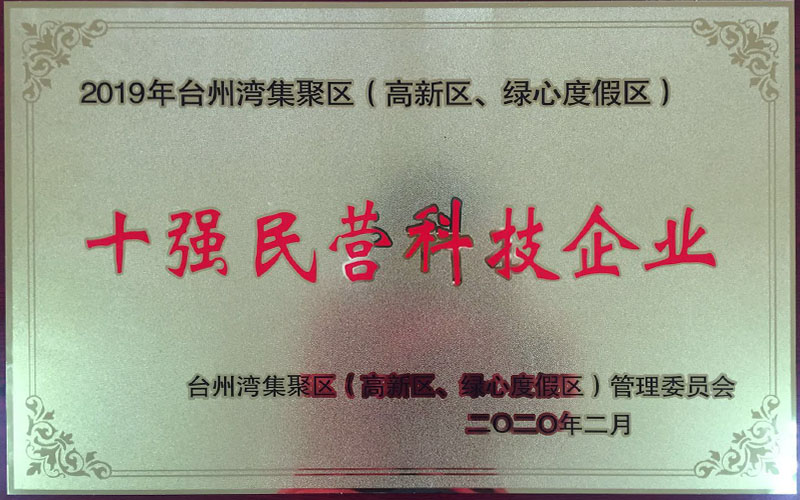 2019年台州湾集聚区（高新区、绿心度假区）
十强民营科技企业
台州湾集聚区（高新区、绿心度假区）管理委员会
二〇二〇年二月